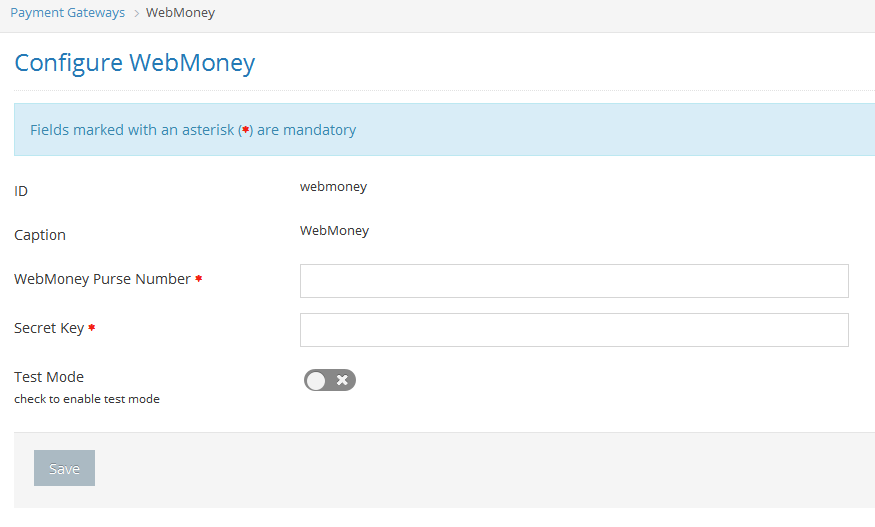 Payment Gateways > WebMoney
Configure WebMoney
Fields marked with an asterisk (*) are mandatory
ID
webmoney
Caption
WebMoney
WebMoney Purse Number *
Secret Key *
Test Mode
check to enable test mode
Save